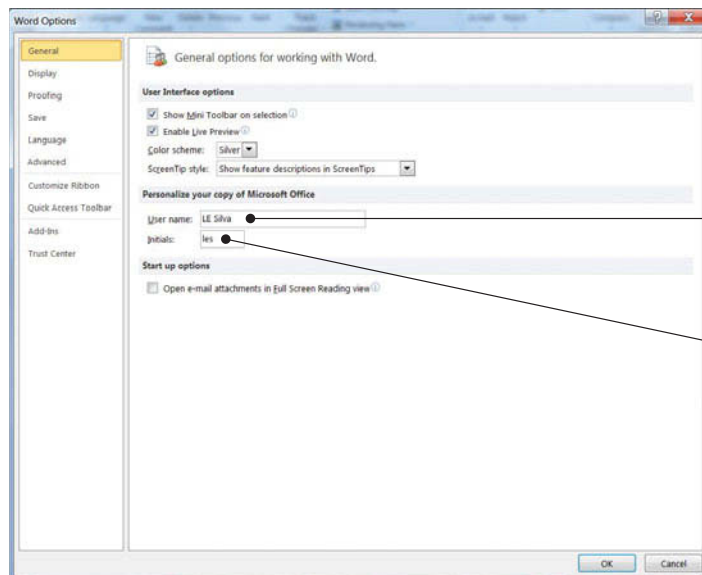 Word Options
General
Display
Proofing
Save
Language
Advanced
Customize Ribbon
Quick Access Toolbar
Add-Ins
Trust Center
General options for working with Word.
User Interface options
Show Mini Toolbar on selection
Enable Live Preview
Color scheme: Silver
ScreenTip style: Show feature descriptions in ScreenTips
Personalize your copy of Microsoft Office
User name: LE Silva
Initials: les
Start up options
Open e-mail attachments in Full Screen Reading view
OK Cancel